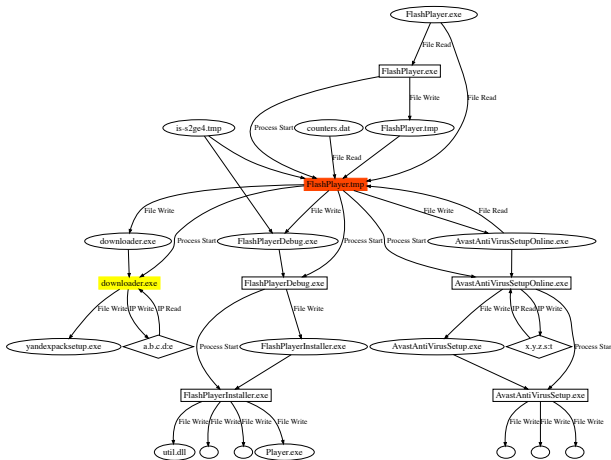 FlashPlayer.exe
File Read
FlashPlayer.exe
File Write
File Read
is-s2ge4.tmp
Process Start
counters.dat
FlashPlayer.tmp
File Read
FlashPlayer.tmp
File Write
Process Start
File Write
Process Start
Process Start
File Write
File Read
downloader.exe
FlashPlayerDebug.exe
AvastAntiVirusSetupOnline.exe
downloader.exe
FlashPlayerDebug.exe
AvastAntiVirusSetupOnline.exe
File Write
IP Write
IP Read
File Write
File Write
IP Read
IP Write
yandexpacksetup.exe
a.b.c.d:e
Process Start
FlashPlayerInstaller.exe
AvastAntiVirusSetup.exe
x.y.z.s:t
Process Start
FlashPlayerInstaller.exe
AvastAntiVirusSetup.exe
File Write
File Write
File Write
File Write
File Write
File Write
File Write
util.dll
Player.exe